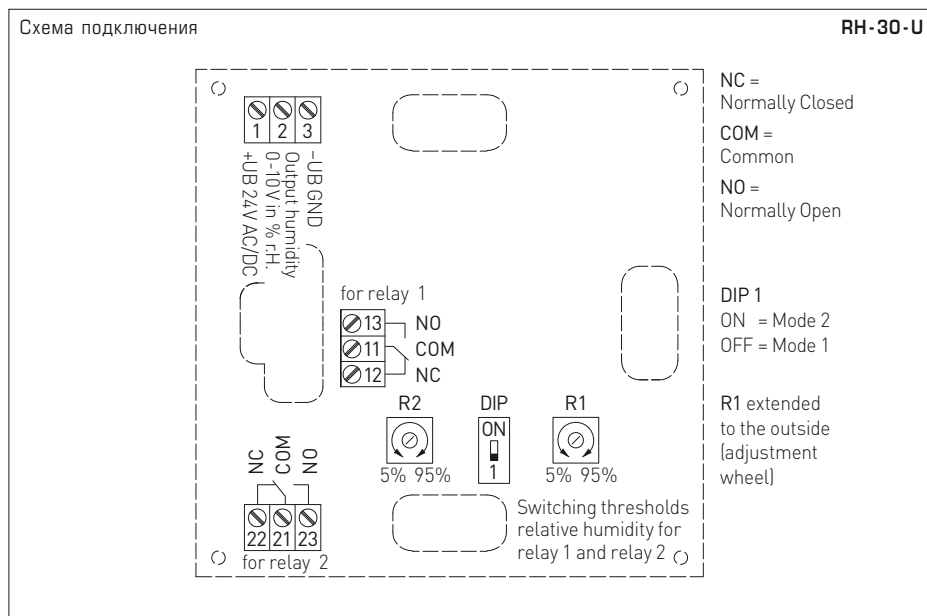 Схема подключения
RH-30-U
1 2 3
+UB 24V AC/DC
Output humidity
0-10V in % r.H.
-UB GND
NC =
Normally Closed
COM =
Common
NO =
Normally Open
for relay 1
13 NO
11 COM
12 NC
DIP 1
ON = Mode 2
OFF = Mode 1
R2
5% 95%
DIP
ON
1
R1
5% 95%
R1 extended
to the outside
(adjustment
wheel)
NC
COM
NO
22 21 23
for relay 2
Switching thresholds
relative humidity for
relay 1 and relay 2